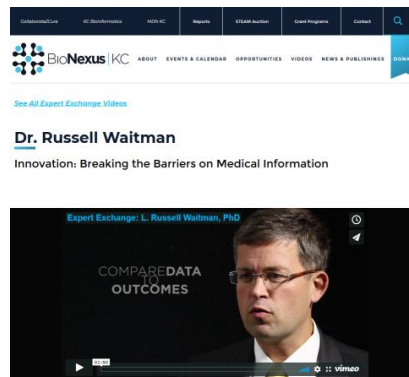 Collaborate2Cure KC Bioinformatics MDN KC Reports STEAM Auction Grant Programs Contact
BioNexus|KC ABOUT EVENTS & CALENDAR OPPORTUNITIES VIDEOS NEWS & PUBLISHINGS DONA
See All Expert Exchange Videos
Dr. Russell Waitman
Innovation: Breaking the Barriers on Medical Information
Expert Exchange: L. Russell Waitman, PhD
COMPARE DATA
TO
OUTCOMES
vimeo